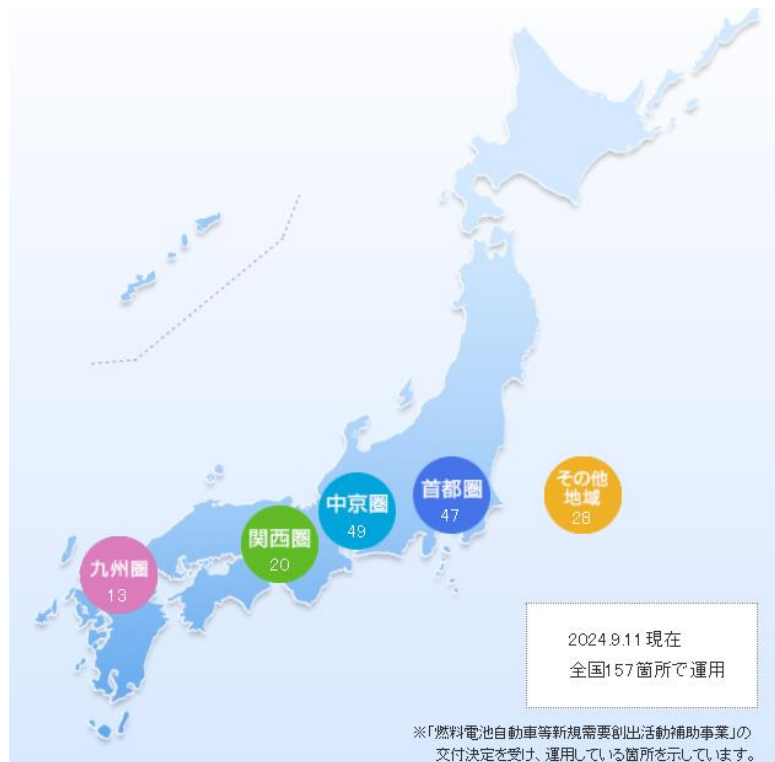 首都圏
47
その他
地域
28
中京圏
49
関西圏
20
九州圏
13
2024.9.11 現在
全国157箇所で運用
※「燃料電池自動車等新規需要創出活動補助事業」の
交付決定を受け、運用している箇所を示しています。